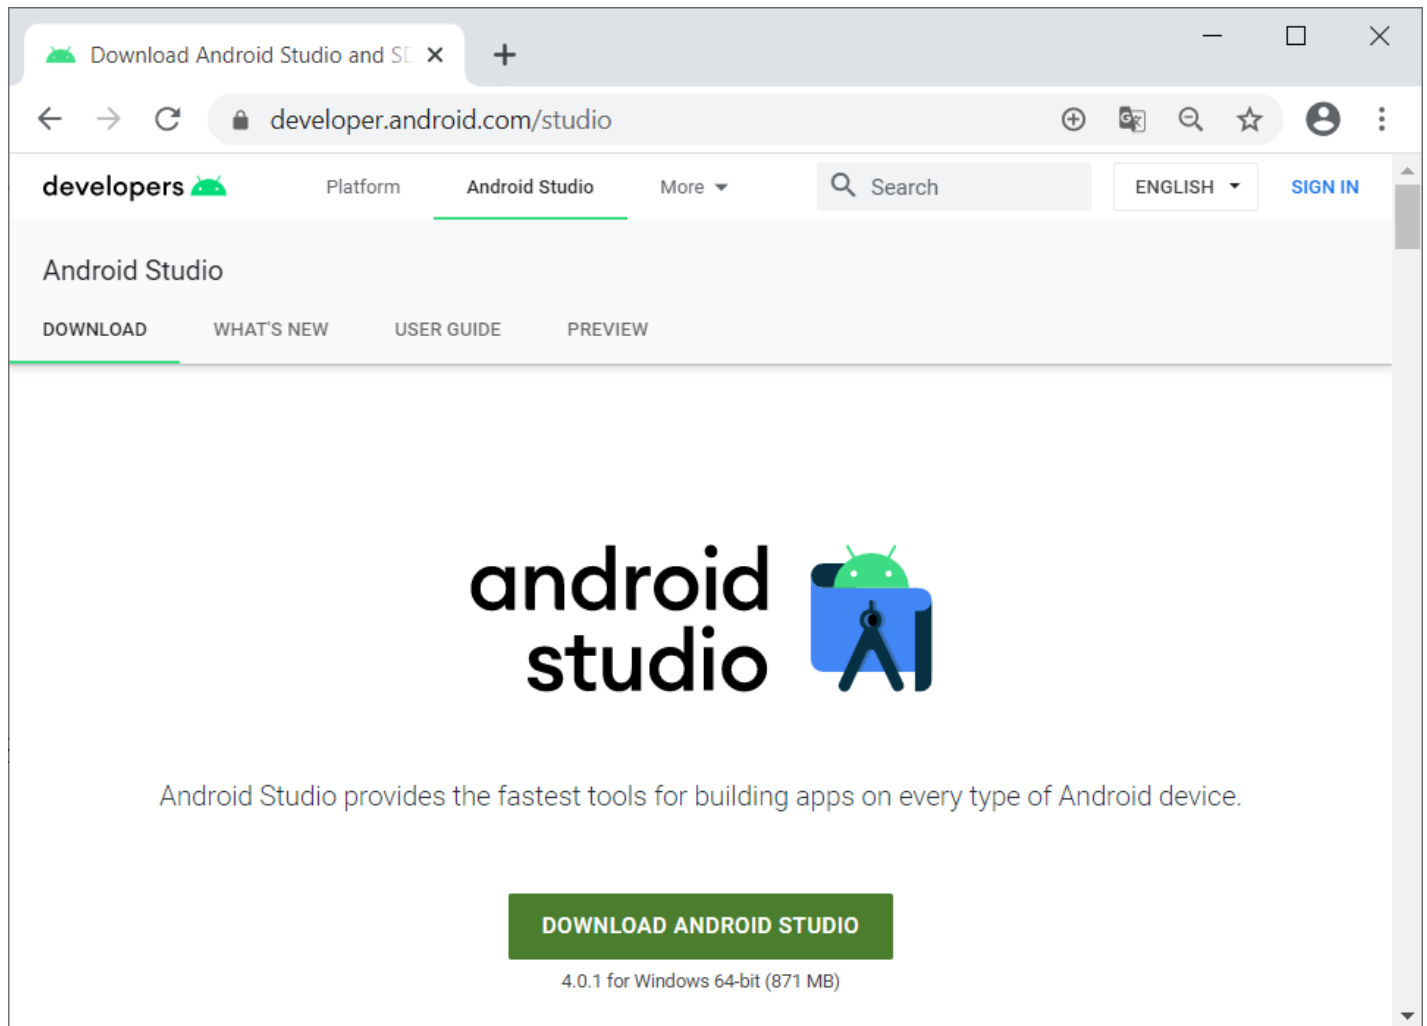 Download Android Studio and SD
developer.android.com/studio
developers Platform Android Studio More Search ENGLISH SIGN IN
Android Studio
DOWNLOAD WHAT'S NEW USER GUIDE PREVIEW
android
studio
Android Studio provides the fastest tools for building apps on every type of Android device.
DOWNLOAD ANDROID STUDIO
4.0.1 for Windows 64-bit (871 MB)